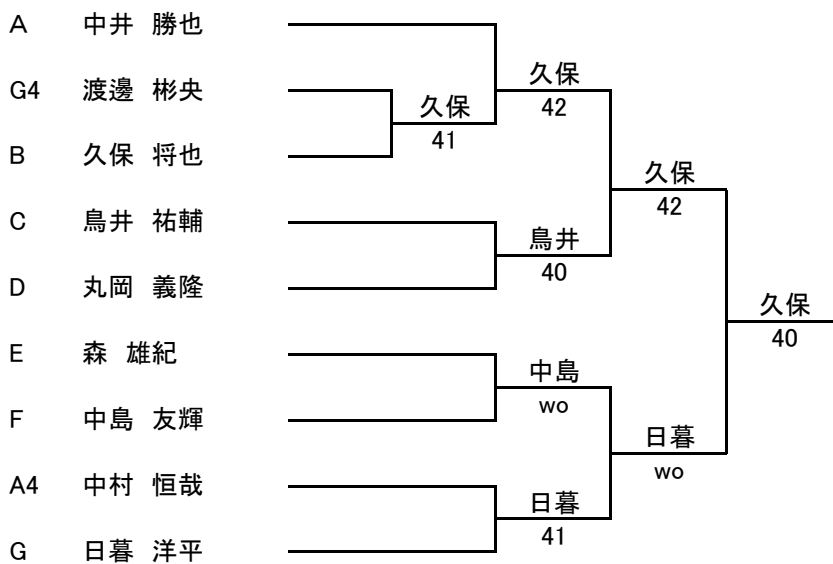 A 中井 勝也
G4 渡邊 彬央
B 久保 将也
C 鳥井 祐輔
D 丸岡 義隆
E 森 雄紀
F 中島 友輝
A4 中村 恒哉
G 日暮 洋平
久保
41
久保
42
鳥井
40
中島
wo
日暮
41
久保
42
日暮
wo
久保
40